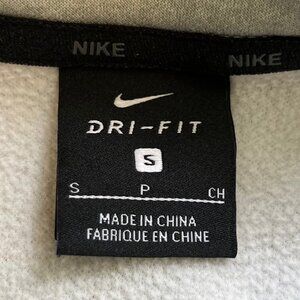 NIKE NIKE
DRI-FIT
S
S P CH
MADE IN CHINA
FABRIQUE EN CHINE